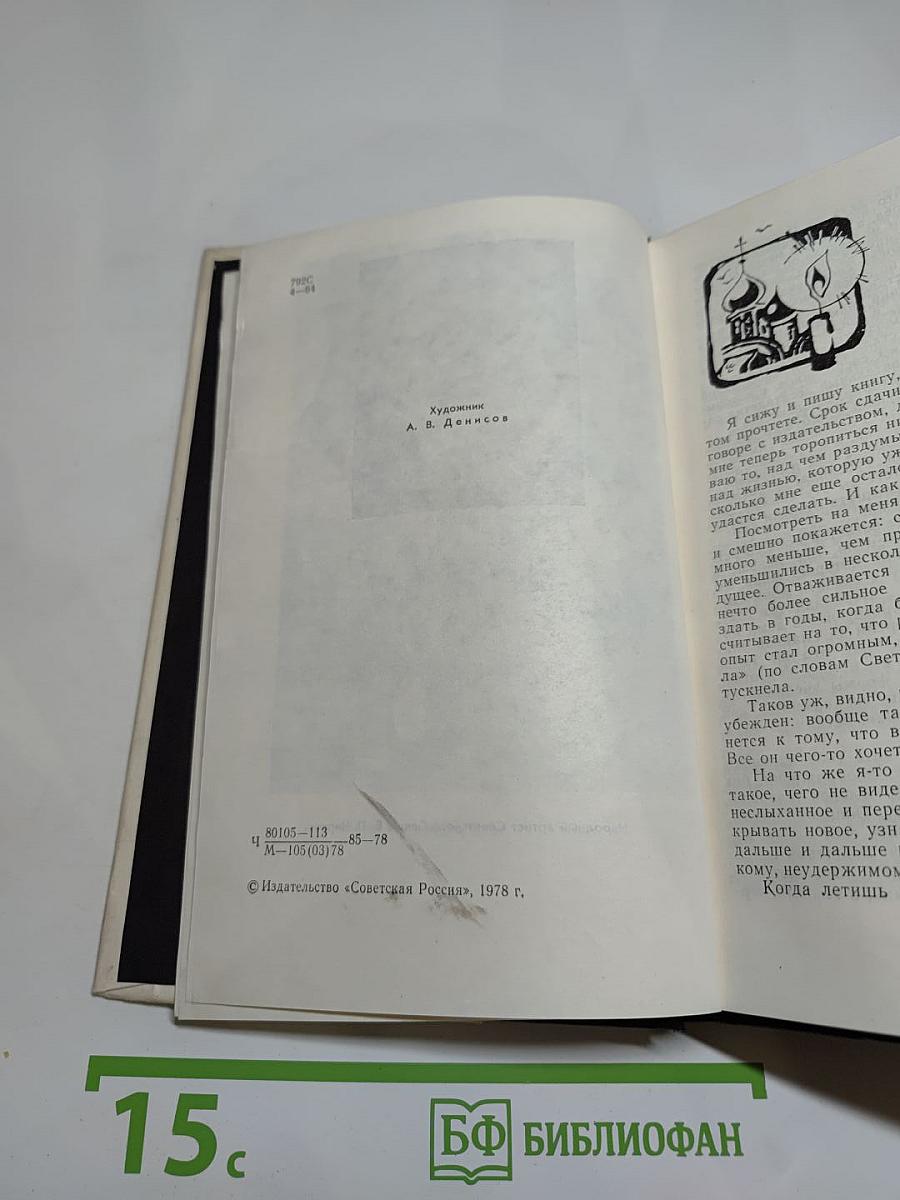 792С
4—64
Художник
А. В. Денисов
Ч 80105—113
М—105(03)78 85—78
© Издательство «Советская Россия», 1978 г.
Я сижу и пишу книгу,
том прочтете. Срок сдачи
говоре с издательством, д
мне теперь торопиться
ваю то, над чем раздумы
над жизнью, которую уж
сколько мне еще остало
удастся сделать. И как
Посмотреть на меня
и смешно покажется: с
много меньше, чем пр
уменьшились в нескол
дущее. Отваживается
нечто более сильное
здать в годы, когда б
считывает на то, что
опыт стал огромным,
ла» (по словам Свет
тускнела.
Таков уж, видно,
убежден: вообще та
нется к тому, что в
Все он чего-то хочет
На что же я-то
такое, чего не виде
неслыханное и пере
крывать новое, узн
дальше и дальше
кому, неудержимом
Когда летишь
15 с
БФ БИБЛИОФАН